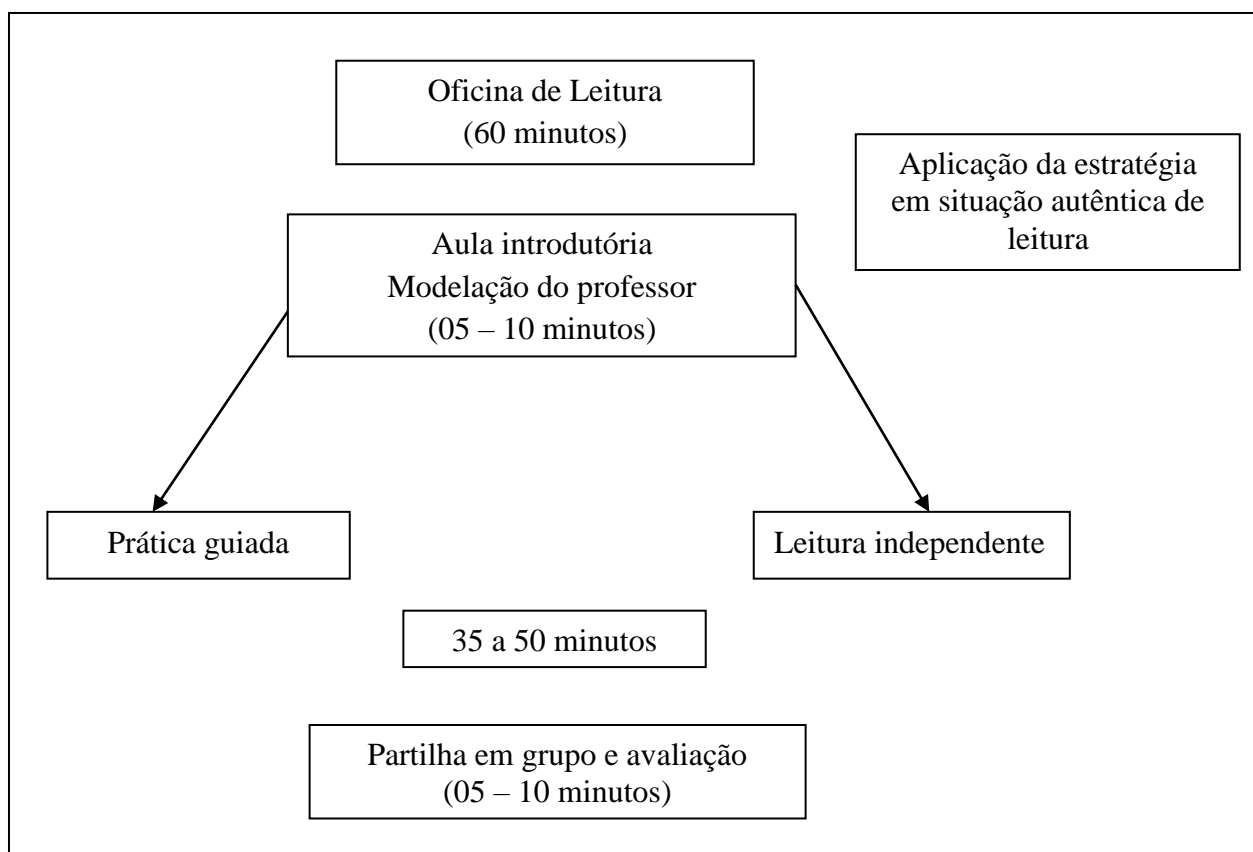 Oficina de Leitura
(60 minutos)
Aplicação da estratégia
em situação autêntica de
leitura
Aula introdutória
Modelação do professor
(05 – 10 minutos)
Prática guiada
Leitura independente
35 a 50 minutos
Partilha em grupo e avaliação
(05 – 10 minutos)